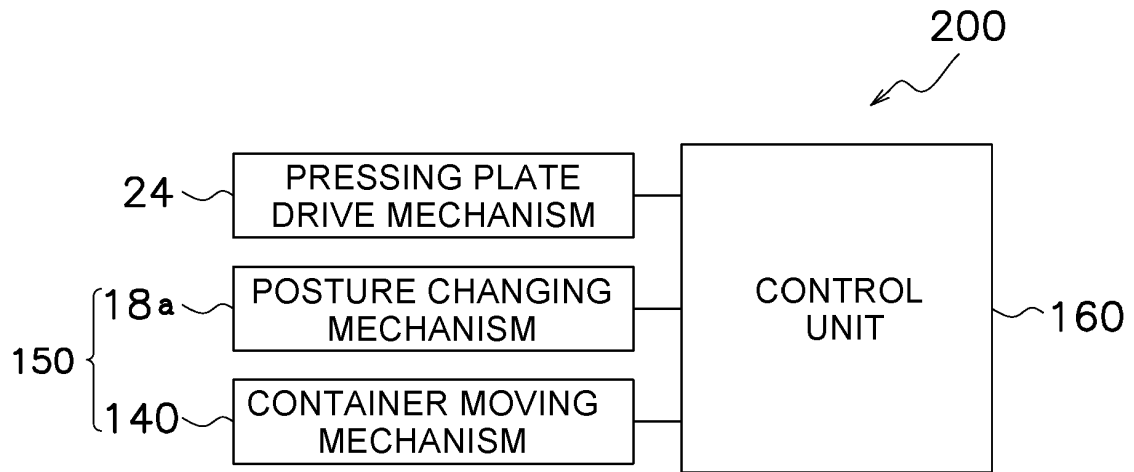 200
24
PRESSING PLATE
DRIVE MECHANISM
18a
POSTURE CHANGING
MECHANISM
150
140
CONTAINER MOVING
MECHANISM
CONTROL
UNIT
160